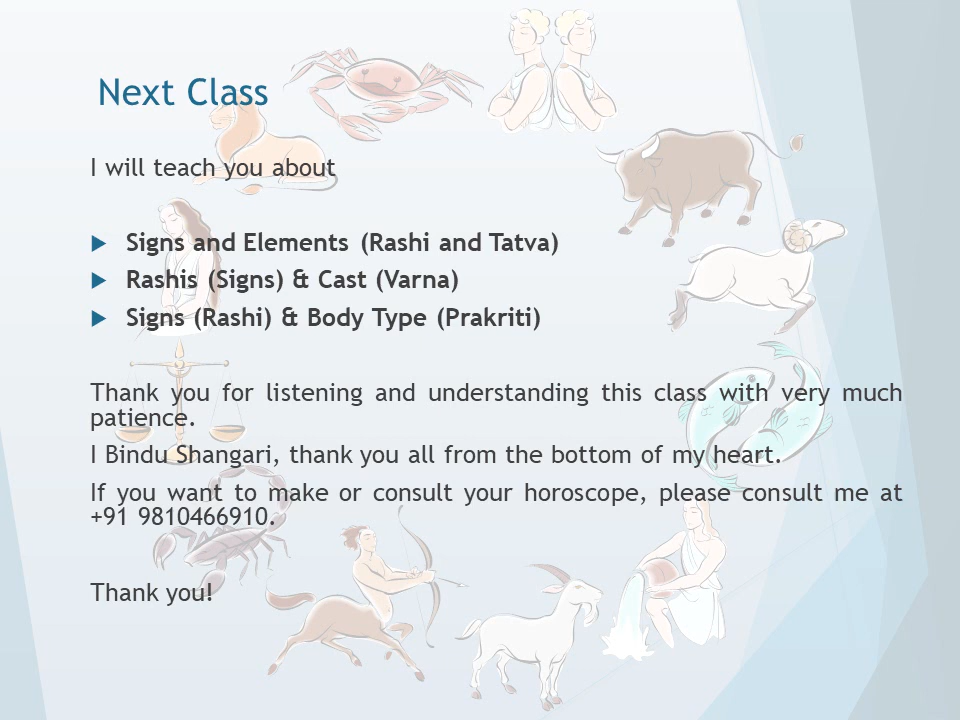 Next Class
I will teach you about
Signs and Elements (Rashi and Tatva)
Rashis (Signs) & Cast (Varna)
Signs (Rashi) & Body Type (Prakriti)
Thank you for listening and understanding this class with very much
patience.
I Bindu Shangari, thank you all from the bottom of my heart.
If you want to make or consult your horoscope, please consult me at
+91 9810466910.
Thank you!